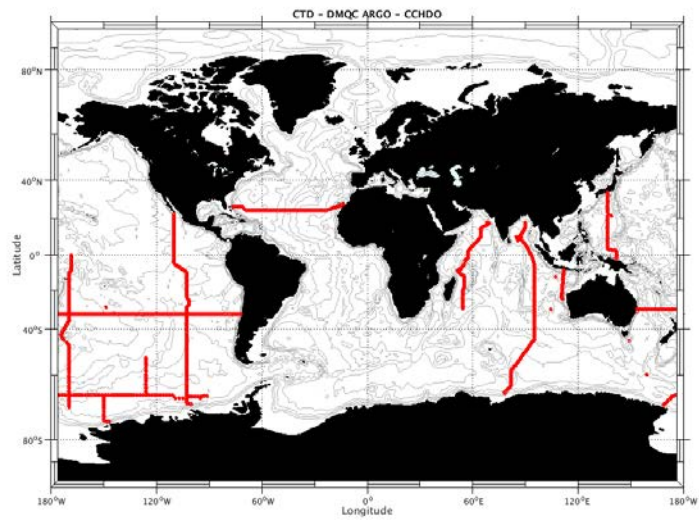 CTD – DMQC ARGO – CCHDO
80°N
40°N
0°
40°S
80°S
Latitude
180°W
120°W
60°W
0°
60°E
120°E
180°W
Longitude